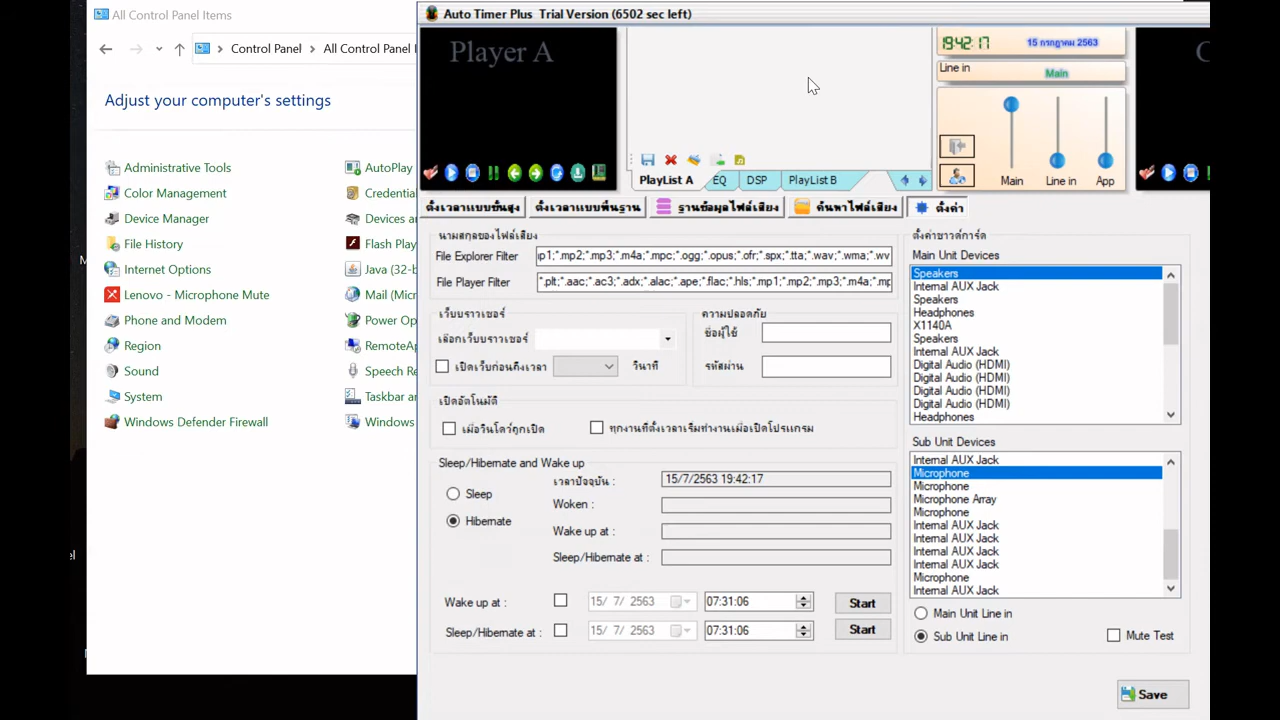 All Control Panel Items
Control Panel > All Control Panel I
Adjust your computer's settings
Administrative Tools
AutoPlay
Color Management
Credential
Device Manager
Devices an
File History
Flash Play
Internet Options
Java (32-b
Lenovo - Microphone Mute
Mail (Micr
Phone and Modem
Power Op
Region
RemoteAp
Sound
Speech Re
System
Taskbar an
Windows Defender Firewall
Windows
Auto Timer Plus Trial Version (6502 sec left)
Player A
PlayList A
EQ
DSP
PlayList B
19:42:17
15 กรกฎาคม 2563
Line in
Main
Main
Line in
App
ตั้งเวลาแบบขั้นสูง
ตั้งเวลาแบบพื้นฐาน
ฐานข้อมูลไฟล์เสียง
ค้นหาไฟล์เสียง
ตั้งค่า
นามสกุลของไฟล์เสียง
File Explorer Filter
ıp1;*.mp2;*.mp3;*.m4a;*.mpc;*.ogg;*.opus;*.ofr;*.spx;*.tta;*.wav;*.wma;*.wv
File Player Filter
*.plt;*.aac;*.ac3;*.adx;*.alac;*.ape;*.flac;*.hls;*.mp1;*.mp2;*.mp3;*.m4a;*.mp
เว็บราวเซอร์
เลือกเว็บราวเซอร์
เปิดเว็บก่อนถึงเวลา
วินาที
ความปลอดภัย
ชื่อผู้ใช้
รหัสผ่าน
เปิดอัตโนมัติ
เมื่อวินโดว์ถูกเปิด
ทุกงานที่ตั้งเวลาเริ่มทำงานเมื่อเปิดโปรแกรม
Sleep/Hibernate and Wake up
Sleep
Hibernate
เวลาปัจจุบัน :
15/7/2563 19:42:17
Woken :
Wake up at :
Sleep/Hibernate at :
Wake up at :
15/ 7/ 2563
07:31:06
Start
Sleep/Hibernate at :
15/ 7/ 2563
07:31:06
Start
ตั้งค่าซาวด์การ์ด
Main Unit Devices
Speakers
Internal AUX Jack
Speakers
Headphones
X1140A
Speakers
Internal AUX Jack
Digital Audio (HDMI)
Digital Audio (HDMI)
Digital Audio (HDMI)
Digital Audio (HDMI)
Headphones
Sub Unit Devices
Internal AUX Jack
Microphone
Microphone
Microphone Array
Microphone
Internal AUX Jack
Internal AUX Jack
Internal AUX Jack
Internal AUX Jack
Microphone
Internal AUX Jack
Main Unit Line in
Sub Unit Line in
Mute Test
Save